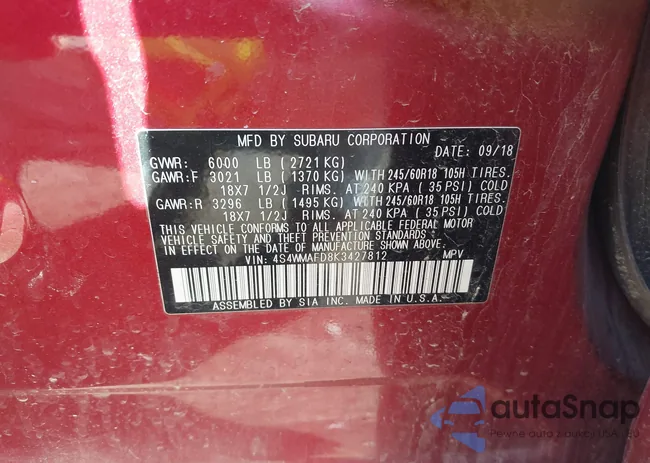 MFD BY SUBARU CORPORATION
DATE: 09/18
GVWR: 6000 LB (2721 KG)
GAWR:F 3021 LB (1370 KG) WITH 245/60R18 105H TIRES.
18X7 1/2J RIMS. AT 240 KPA (35 PSI) COLD
GAWR:R 3296 LB (1495 KG) WITH 245/60R18 105H TIRES.
18X7 1/2J RIMS. AT 240 KPA (35 PSI) COLD
THIS VEHICLE CONFORMS TO ALL APPLICABLE FEDERAL MOTOR
VEHICLE SAFETY AND THEFT PREVENTION STANDARDS IN
EFFECT ON THE DATE OF MANUFACTURE SHOWN ABOVE.
VIN: 4S4WMAFD8K3427812 MPV
ASSEMBLED BY SIA INC. MADE IN U.S.A.
autaSnap
Pewne auta z